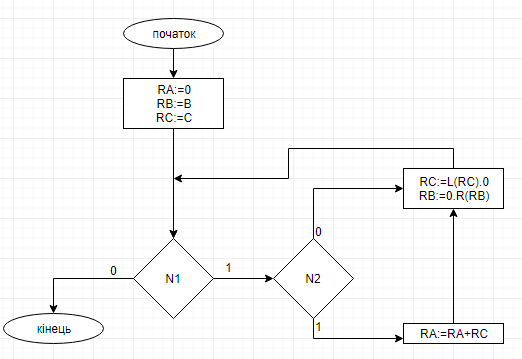 початок
RA:=0
RB:=B
RC:=C
RC:=L(RC).0
RB:=0.R(RB)
0
0
1
N1
N2
1
RA:=RA+RC
кінець